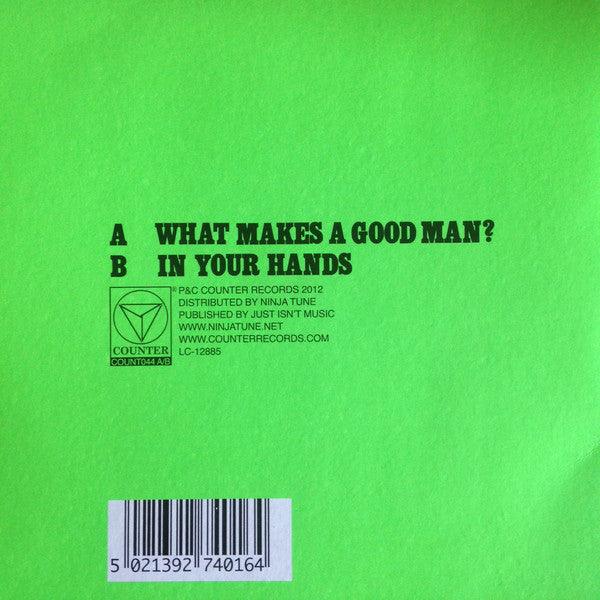 A WHAT MAKES A GOOD MAN?
B IN YOUR HANDS
® P&C COUNTER RECORDS 2012
DISTRIBUTED BY NINJA TUNE
PUBLISHED BY JUST ISN'T MUSIC
WWW.NINJATUNE.NET
WWW.COUNTERRECORDS.COM
LC-12885
COUNTER
COUNT044 A/B
5 021392 740164